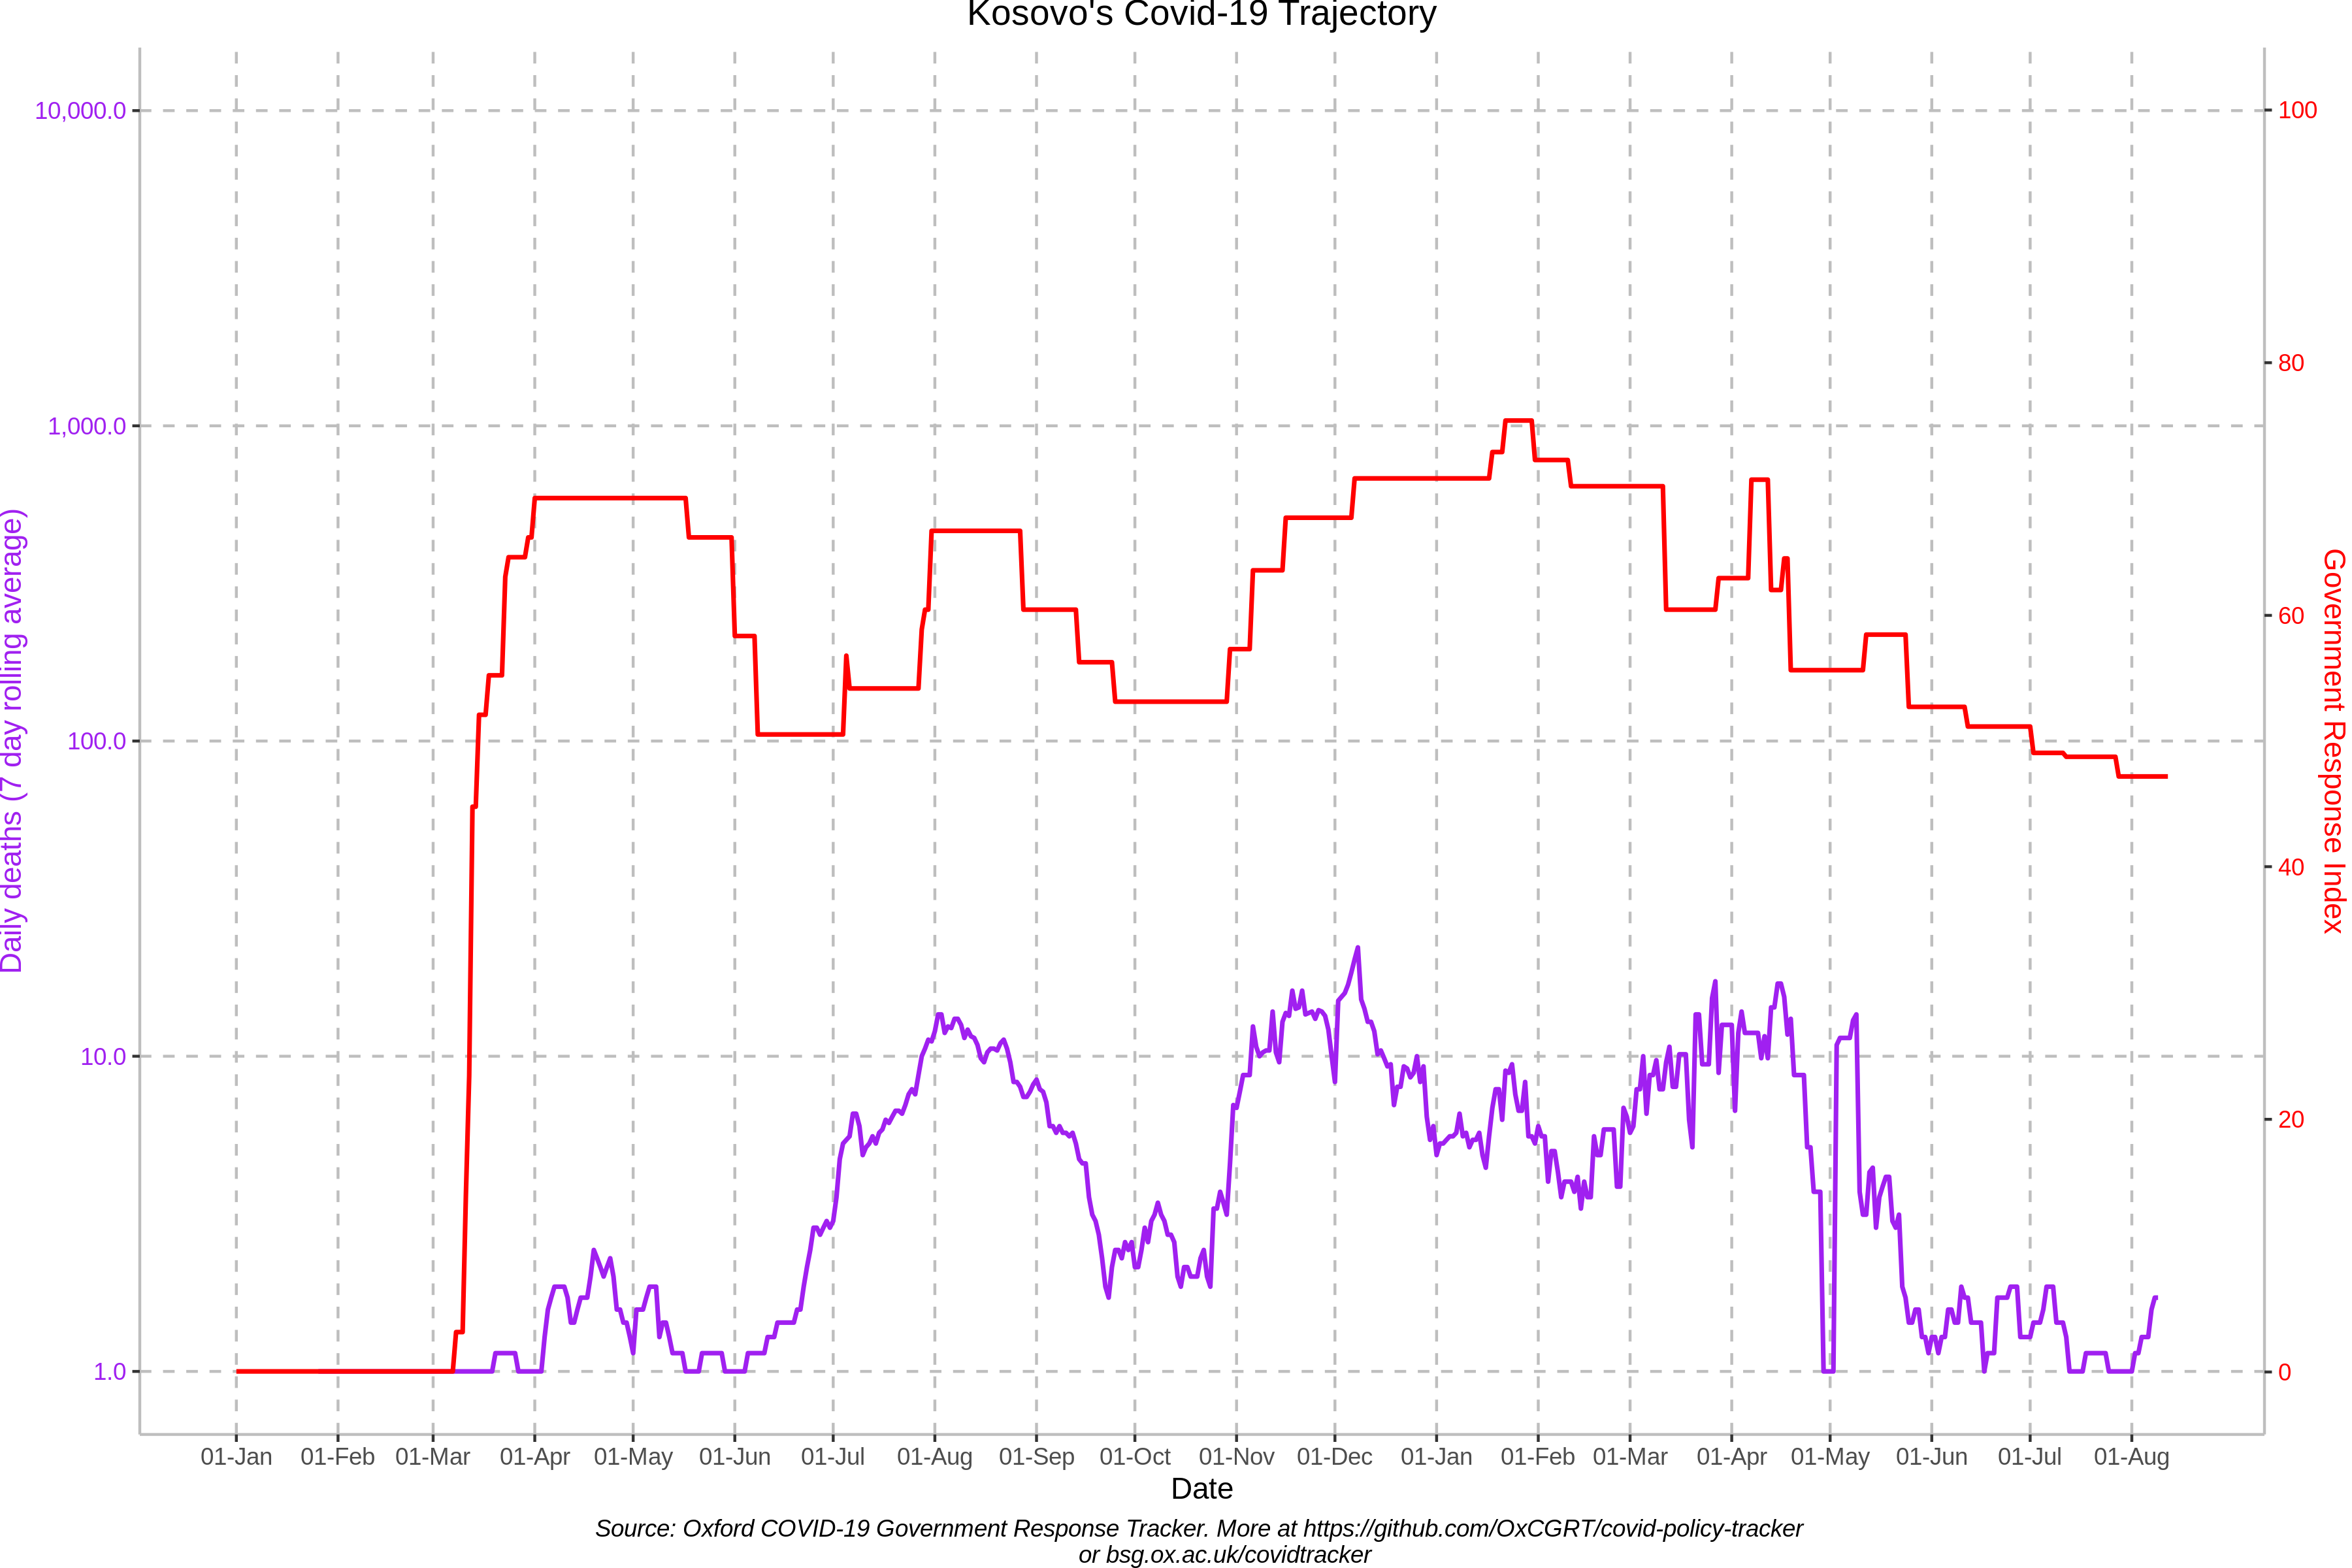 Kosovo's Covid-19 Trajectory
10,000.0
1,000.0
100.0
10.0
1.0
Daily deaths (7 day rolling average)
100
80
60
40
20
0
Government Response Index
01-Jan
01-Feb
01-Mar
01-Apr
01-May
01-Jun
01-Jul
01-Aug
01-Sep
01-Oct
01-Nov
01-Dec
01-Jan
01-Feb
01-Mar
01-Apr
01-May
01-Jun
01-Jul
01-Aug
Date
Source: Oxford COVID-19 Government Response Tracker. More at https://github.com/OxCGRT/covid-policy-tracker
or bsg.ox.ac.uk/covidtracker